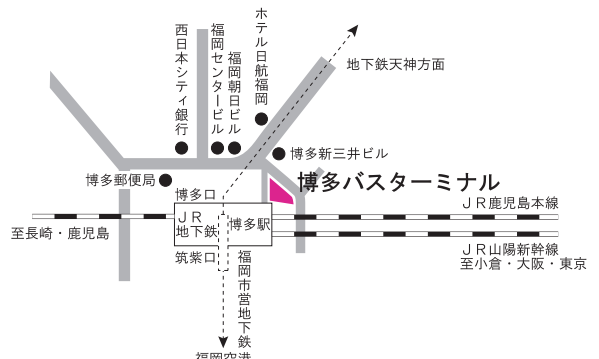 ホテル日航福岡
福岡朝日ビル
福岡センタービル
西日本シティ銀行
地下鉄天神方面
博多新三井ビル
博多郵便局
博多バスターミナル
博多口
JR鹿児島本線
JR
地下鉄
博多駅
至長崎・鹿児島
筑紫口
JR山陽新幹線
至小倉・大阪・東京
福岡市営地下鉄
福岡空港